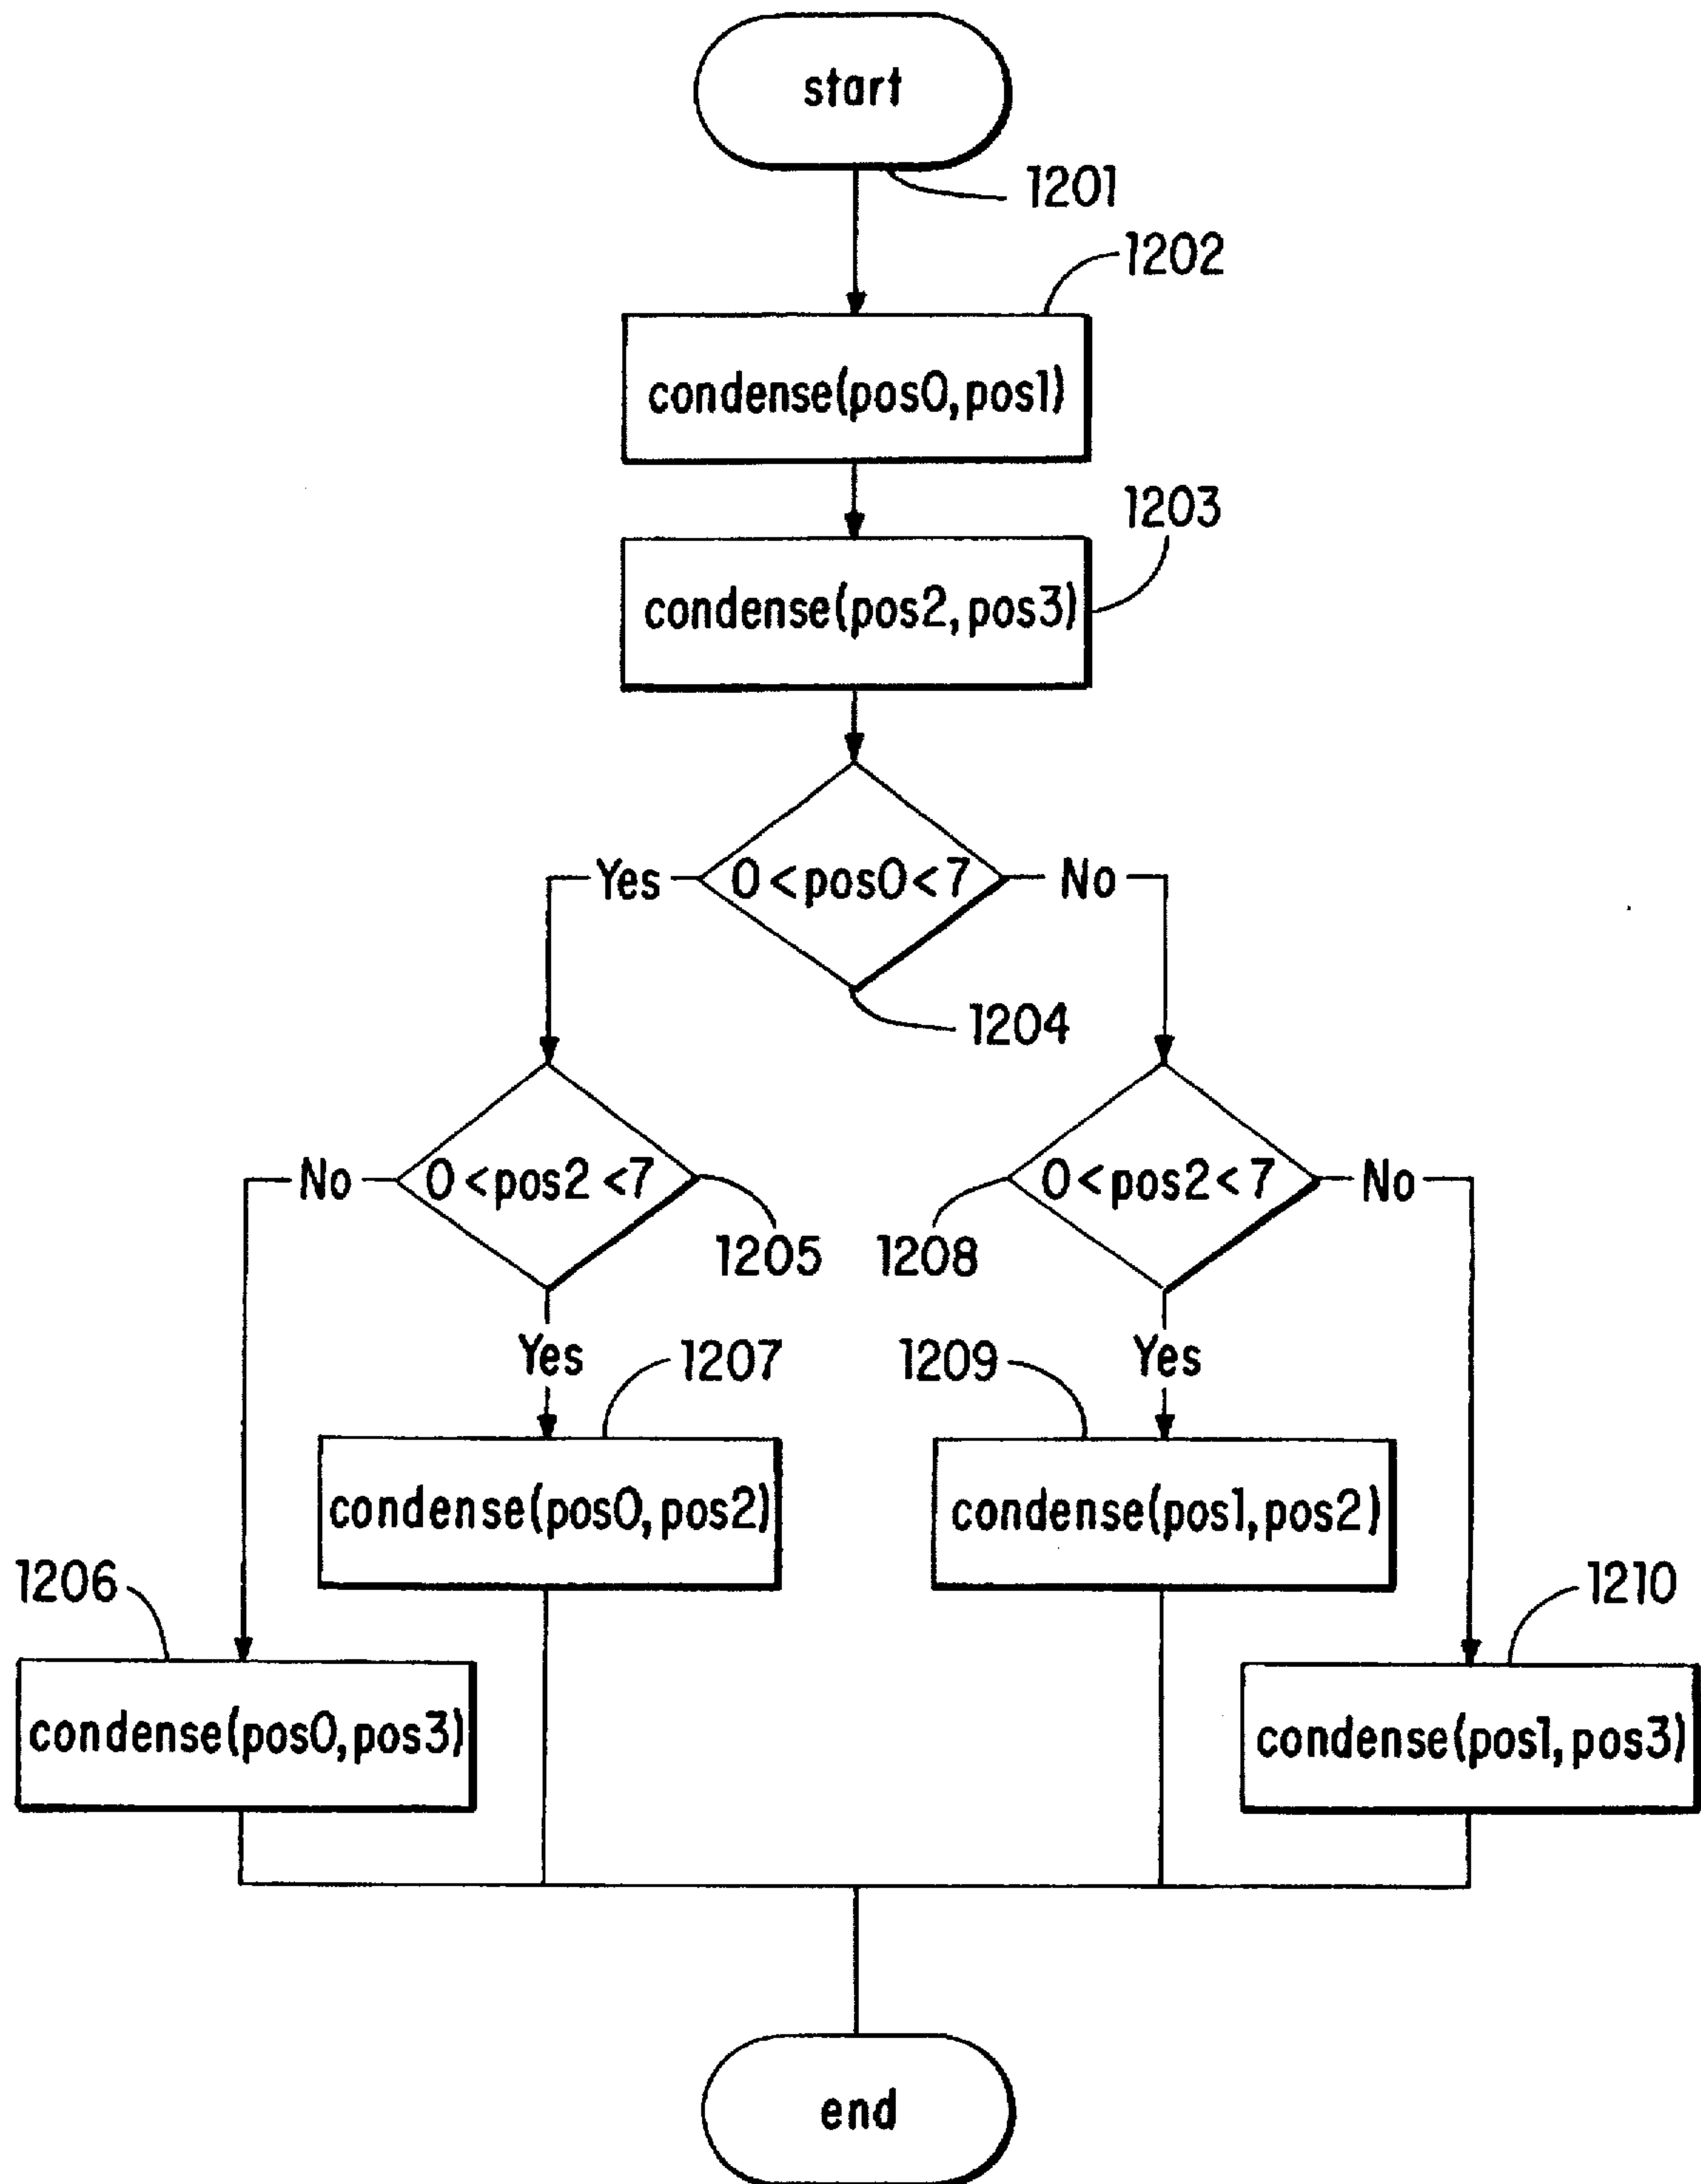 start
1201
1202
condense(pos0,pos1)
1203
condense(pos2,pos3)
Yes
0<pos0<7
No
1204
No
0<pos2<7
1205
1208
0<pos2<7
No
Yes
1207
1209
Yes
condense(pos0,pos2)
condense(pos1,pos2)
1206
1210
condense(pos0,pos3)
condense(pos1,pos3)
end